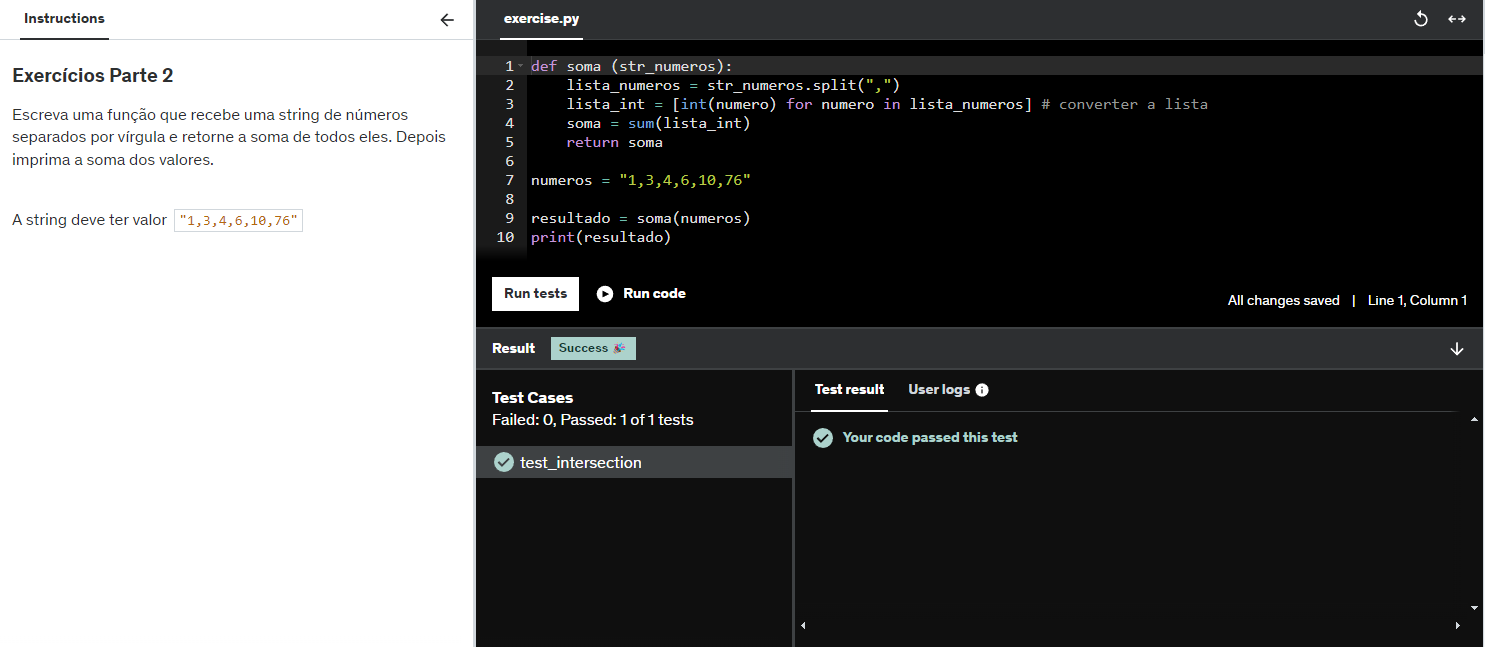 Instructions
Exercícios Parte 2
Escreva uma função que recebe uma string de números
separados por vírgula e retorne a soma de todos eles. Depois
imprima a soma dos valores.
A string deve ter valor "1,3,4,6,10,76"
exercise.py
1 def soma (str_numeros):
2     lista_numeros = str_numeros.split(",")
3     lista_int = [int(numero) for numero in lista_numeros] # converter a lista
4     soma = sum(lista_int)
5     return soma
6
7 numeros = "1,3,4,6,10,76"
8
9 resultado = soma(numeros)
10 print(resultado)
Run tests Run code
All changes saved | Line 1, Column 1
Result Success 🎉
Test Cases
Failed: 0, Passed: 1 of 1 tests
test_intersection
Test result User logs
Your code passed this test